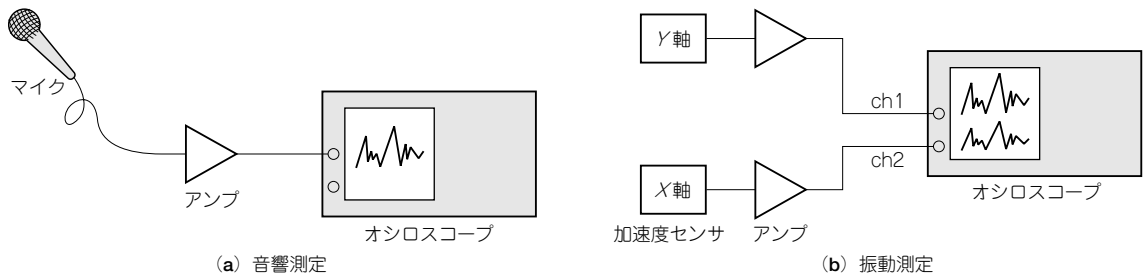 マイク
アンプ
オシロスコープ
(a) 音響測定
Y軸
ch1
ch2
X軸
加速度センサ
アンプ
オシロスコープ
(b) 振動測定